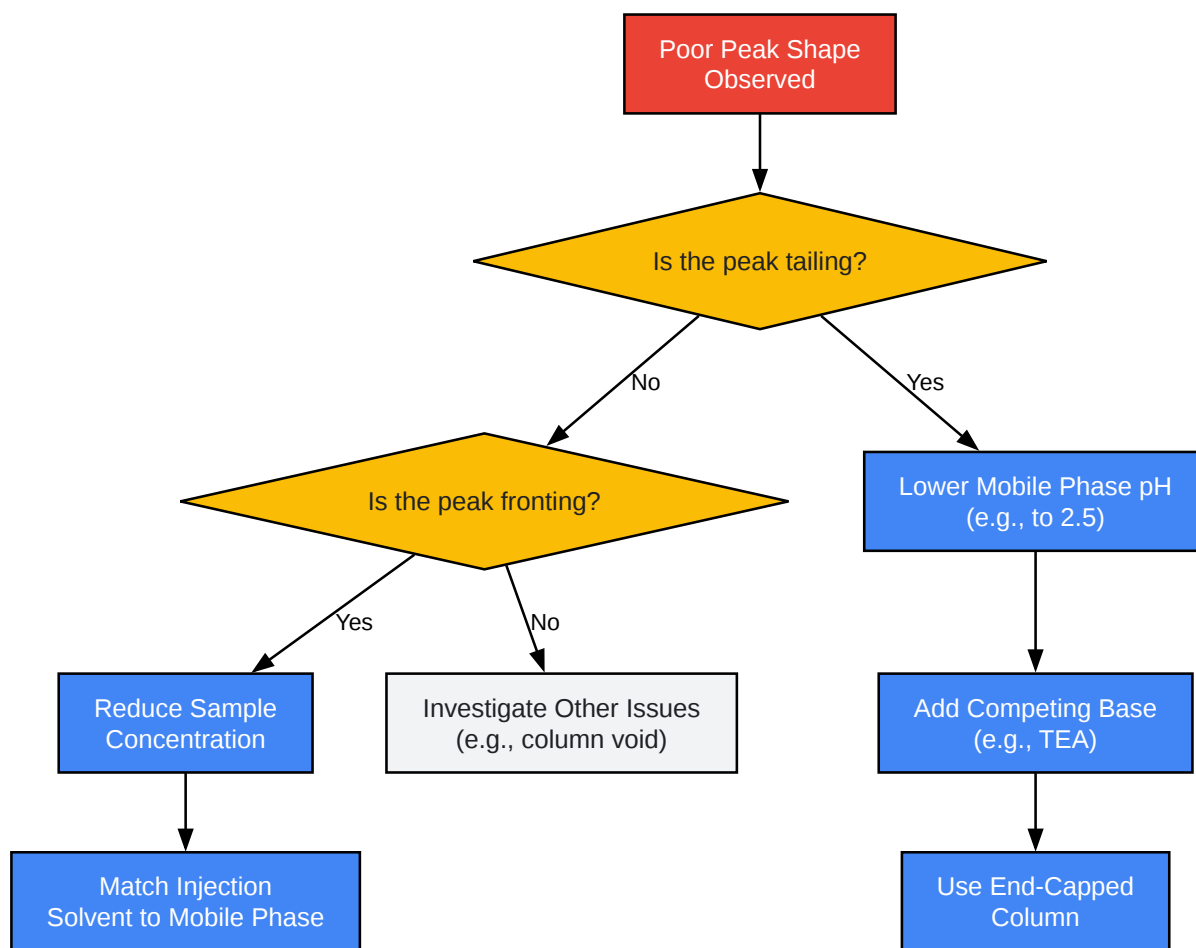 Poor Peak Shape
Observed
Is the peak tailing?
No
Yes
Is the peak fronting?
Lower Mobile Phase pH
(e.g., to 2.5)
Yes
No
Reduce Sample
Concentration
Investigate Other Issues
(e.g., column void)
Add Competing Base
(e.g., TEA)
Match Injection
Solvent to Mobile Phase
Use End-Capped
Column